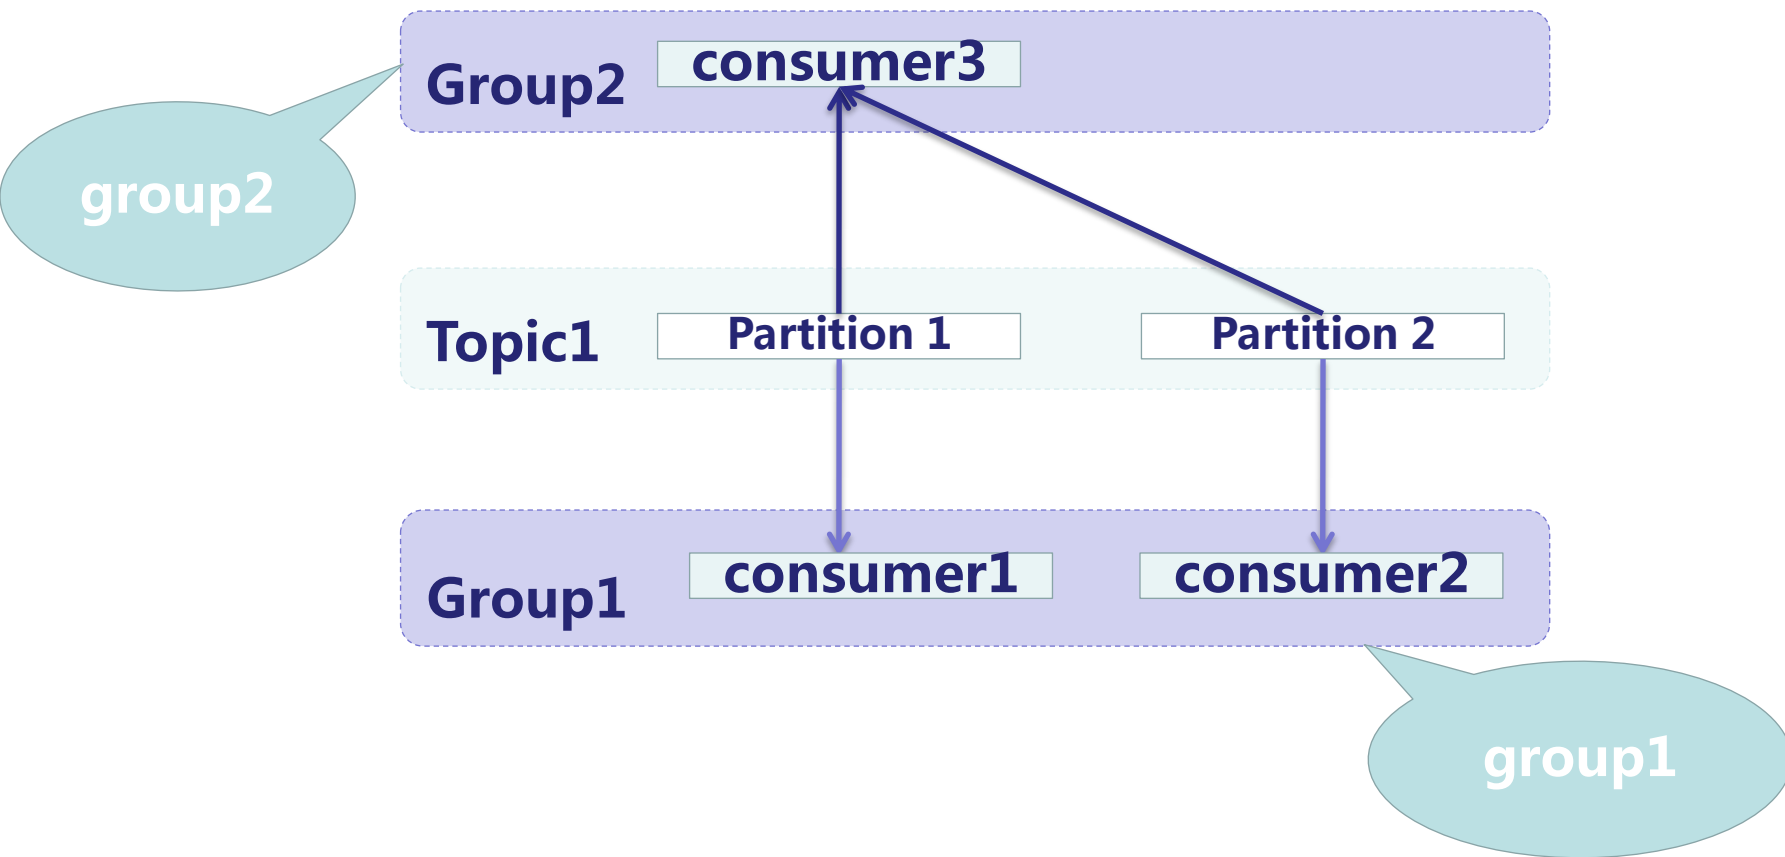 consumer3
Group2
group2
Topic1
Partition 1
Partition 2
consumer1
consumer2
Group1
group1